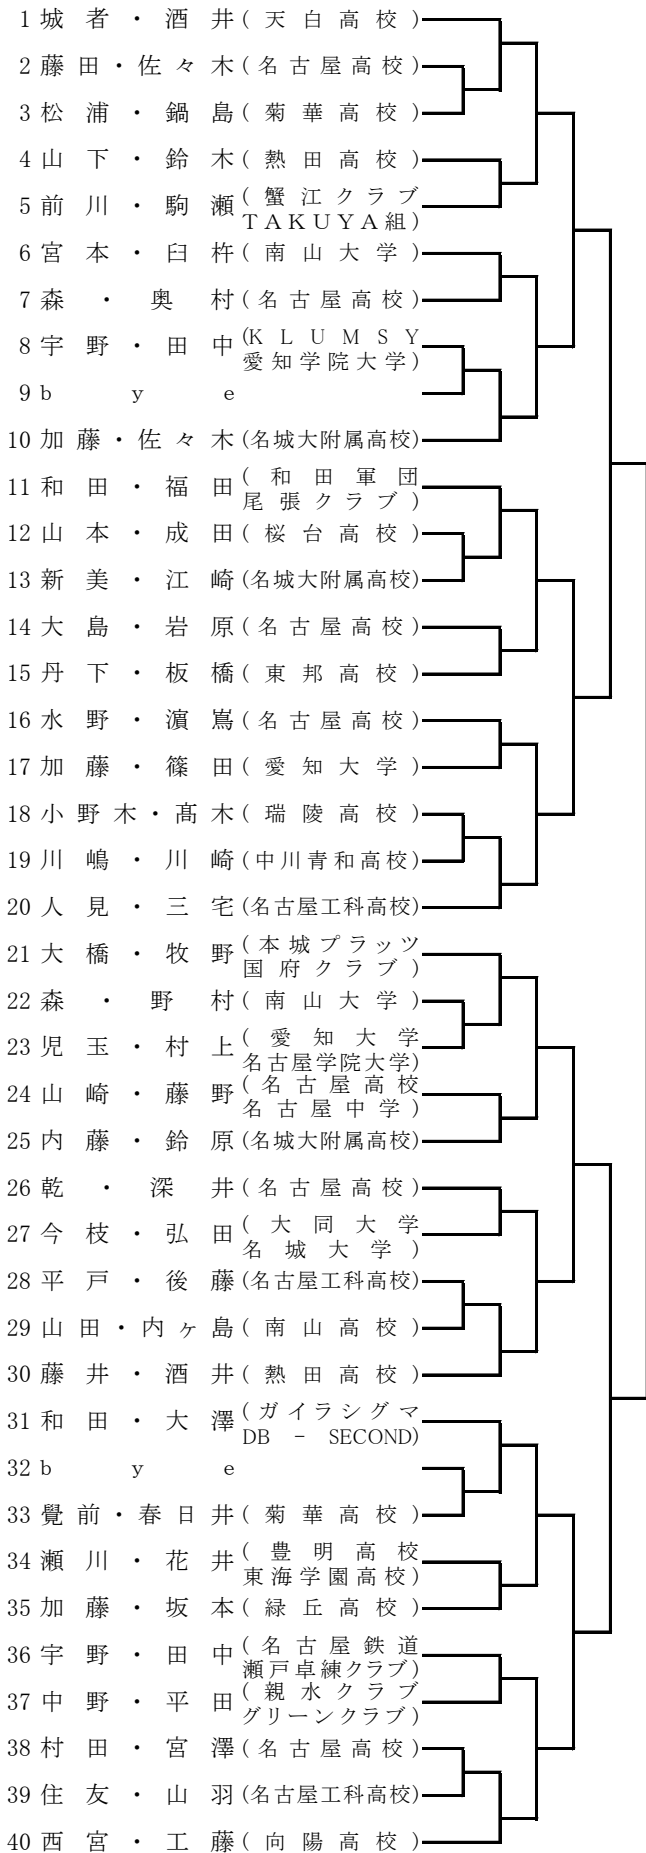 1 城者・酒井(天白高校)
2 藤田・佐々木(名古屋高校)
3 松浦・鍋島(菊華高校)
4 山下・鈴木(熱田高校)
5 前川・駒瀬(蟹江クラブ
TAKUYA組)
6 宮本・臼杵(南山大学)
7 森・奥村(名古屋高校)
8 宇野・田中(KLUMSY
愛知学院大学)
9 bye
10 加藤・佐々木(名城大附属高校)
11 和田・福田(和田軍団
尾張クラブ)
12 山本・成田(桜台高校)
13 新美・江崎(名城大附属高校)
14 大島・岩原(名古屋高校)
15 丹下・板橋(東邦高校)
16 水野・濵嶌(名古屋高校)
17 加藤・篠田(愛知大学)
18 小野木・髙木(瑞陵高校)
19 川嶋・川崎(中川青和高校)
20 人見・三宅(名古屋工科高校)
21 大橋・牧野(本城プラッツ
国府クラブ)
22 森・野村(南山大学)
23 児玉・村上(愛知大学
名古屋学院大学)
24 山崎・藤野(名古屋高校
名古屋中学)
25 内藤・鈴原(名城大附属高校)
26 乾・深井(名古屋高校)
27 今枝・弘田(大同大学
名城大学)
28 平戸・後藤(名古屋工科高校)
29 山田・内ヶ島(南山高校)
30 藤井・酒井(熱田高校)
31 和田・大澤(ガイラシグマ
DB－SECOND)
32 bye
33 覺前・春日井(菊華高校)
34 瀬川・花井(豊明高校
東海学園高校)
35 加藤・坂本(緑丘高校)
36 宇野・田中(名古屋鉄道
瀬戸卓練クラブ)
37 中野・平田(親水クラブ
グリーンクラブ)
38 村田・宮澤(名古屋高校)
39 住友・山羽(名古屋工科高校)
40 西宮・工藤(向陽高校)